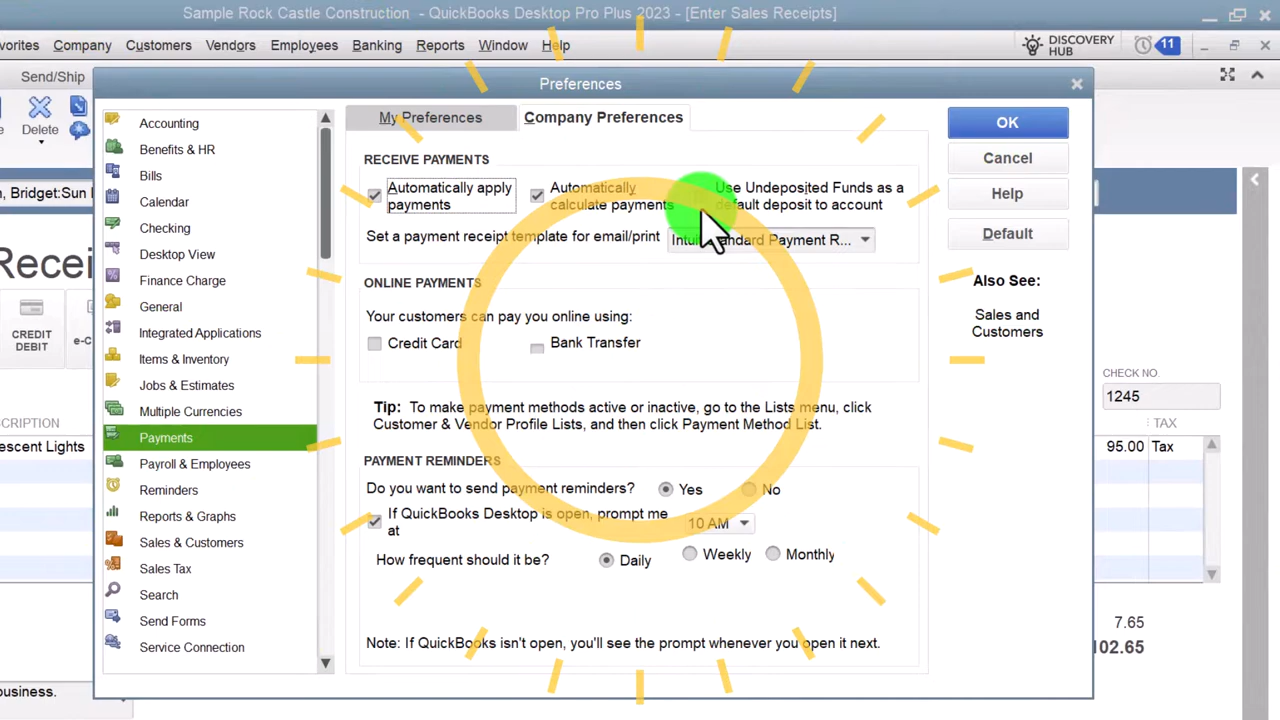 Sample Rock Castle Construction - QuickBooks Desktop Pro Plus 2023 - [Enter Sales Receipts]
vorites Company Customers Vendors Employees Banking Reports Window Help
DISCOVERY
HUB
11
Send/Ship
Delete
n, Bridget:Sun
Recei
CREDIT
DEBIT
e-C
CRIPTION
escent Lights
business.
Preferences
Accounting
Benefits & HR
Bills
Calendar
Checking
Desktop View
Finance Charge
General
Integrated Applications
Items & Inventory
Jobs & Estimates
Multiple Currencies
Payments
Payroll & Employees
Reminders
Reports & Graphs
Sales & Customers
Sales Tax
Search
Send Forms
Service Connection
My Preferences
Company Preferences
RECEIVE PAYMENTS
Automatically apply
payments
Automatically
calculate payments
Use Undeposited Funds as a
default deposit to account
Set a payment receipt template for email/print
Payment R...
ONLINE PAYMENTS
Your customers can pay you online using:
Credit Card
Bank Transfer
Tip: To make payment methods active or inactive, go to the Lists menu, click
Customer & Vendor Profile Lists, and then click Payment Method List.
PAYMENT REMINDERS
Do you want to send payment reminders? Yes No
If QuickBooks Desktop is open, prompt me
at
10 AM
How frequent should it be? Daily Weekly Monthly
Note: If QuickBooks isn't open, you'll see the prompt whenever you open it next.
OK
Cancel
Help
Default
Also See:
Sales and
Customers
CHECK NO.
1245
TAX
95.00 Tax
7.65
102.65